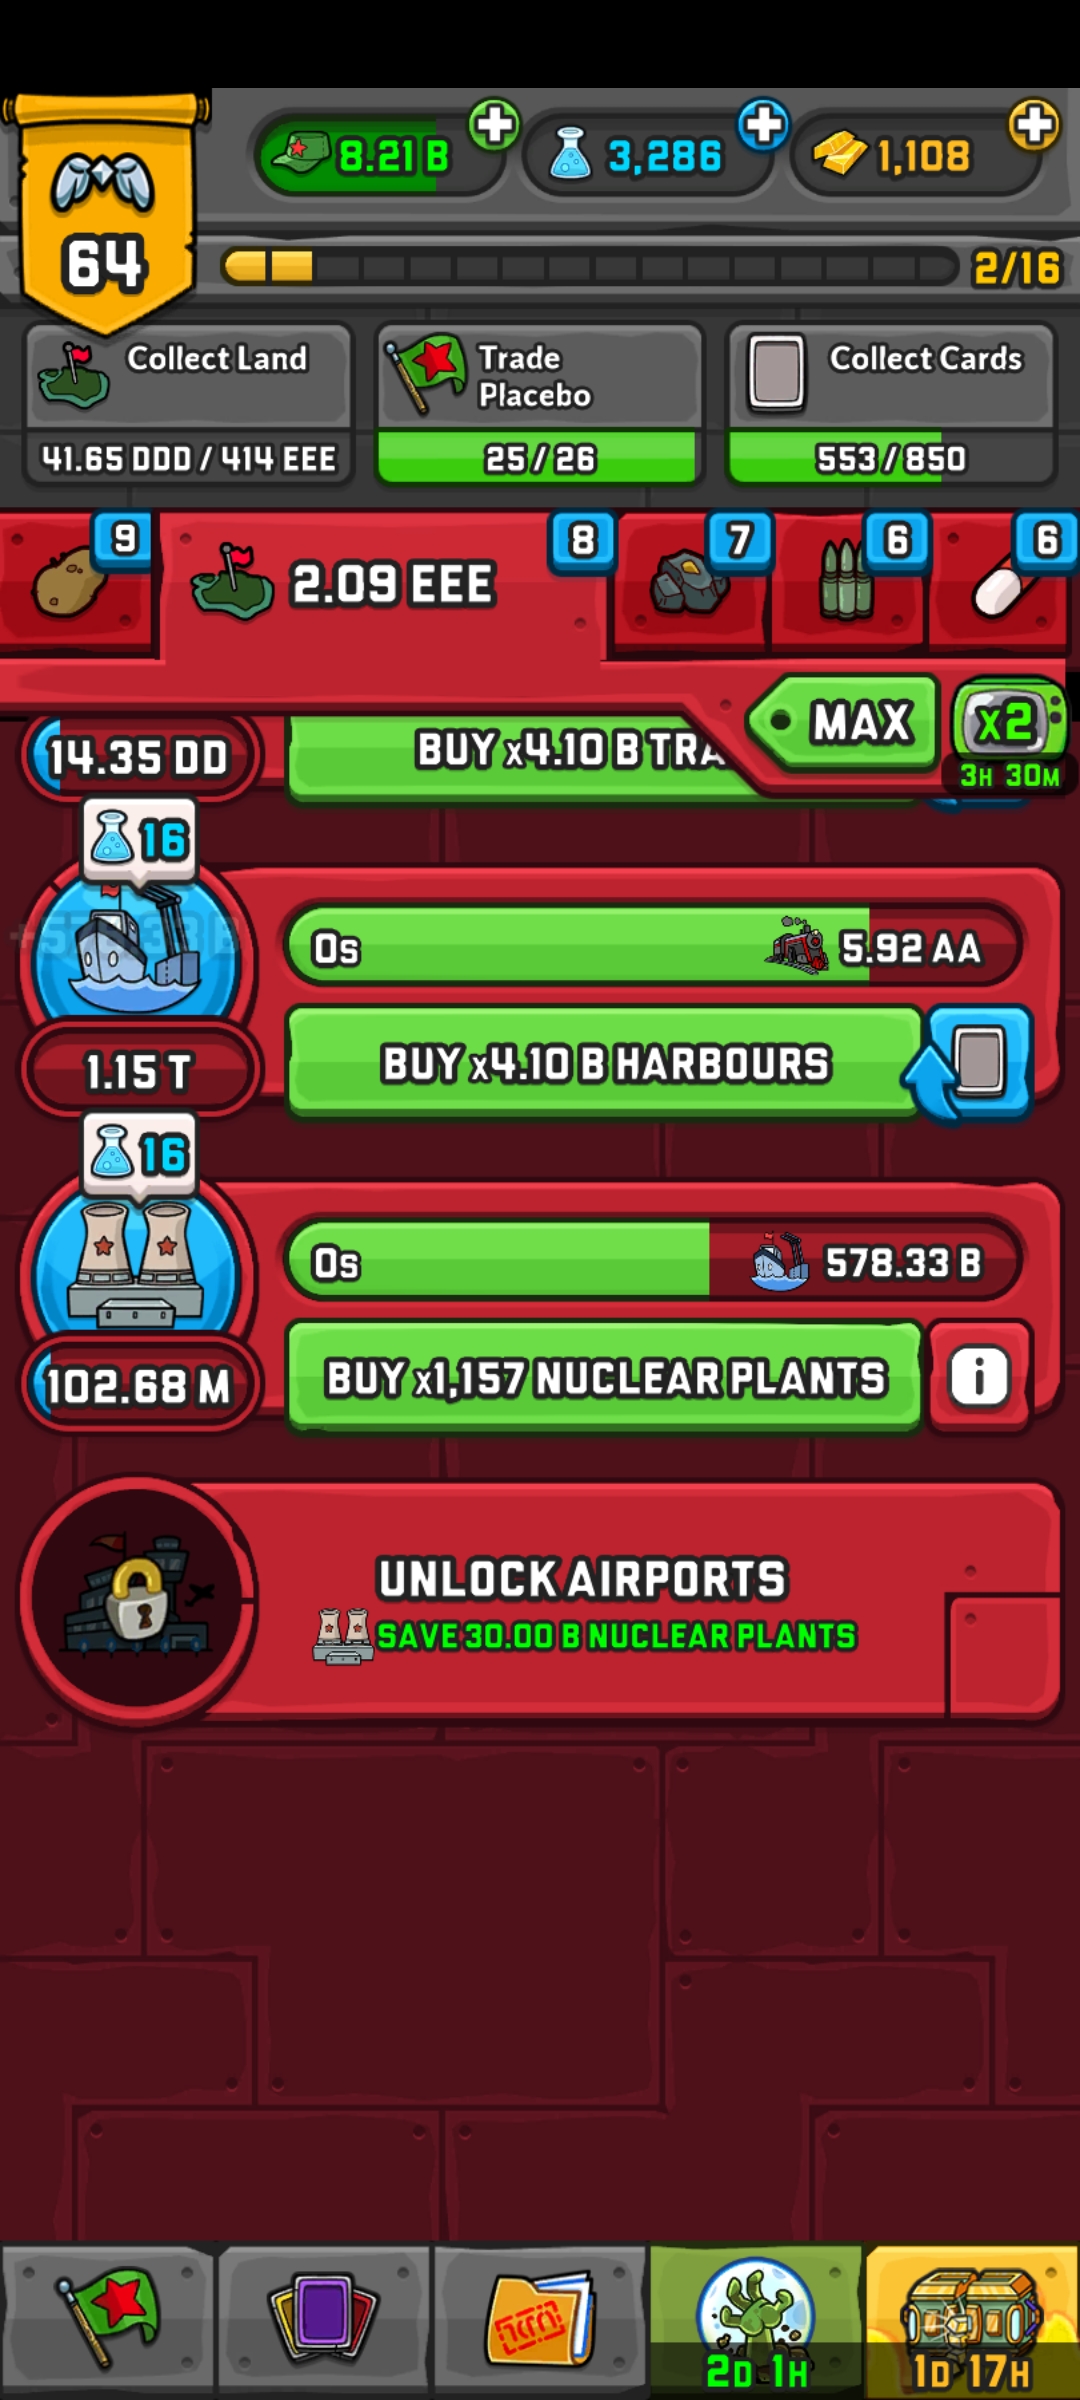 8.21 B
3,286
1,108
64
2/16
Collect Land
41.65 DDD / 414 EEE
Trade
Placebo
25 / 26
Collect Cards
553 / 850
9
2.09 EEE
8
7
6
6
MAX
x2
3H 30M
14.35 DD
BUY x4.10 B TRA
16
+578.33 B
0s
5.92 AA
1.15 T
BUY x4.10 B HARBOURS
16
0s
578.33 B
102.68 M
BUY x1,157 NUCLEAR PLANTS
i
UNLOCK AIRPORTS
SAVE 30.00 B NUCLEAR PLANTS
2D 1H
1D 17H